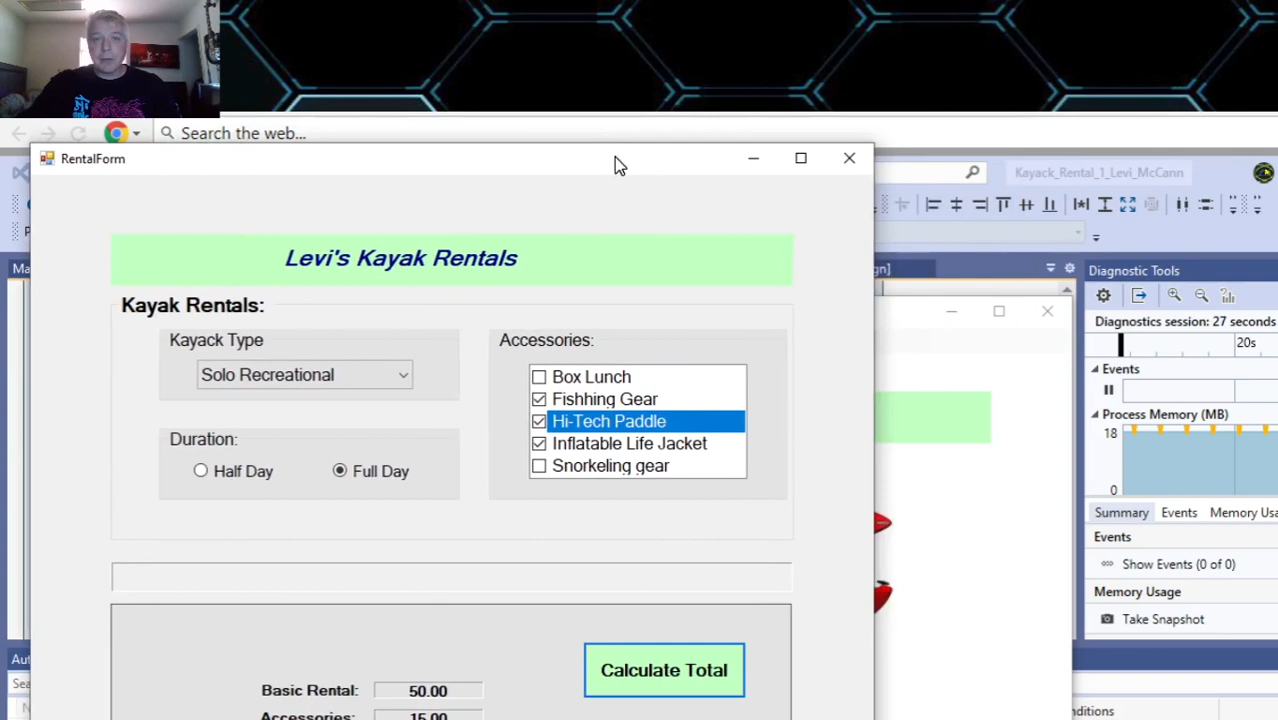 Search the web...
RentalForm
Kayack_Rental_1_Levi_McCann
Levi's Kayak Rentals
Kayak Rentals:
Kayack Type
Solo Recreational
Duration:
Half Day
Full Day
Accessories:
Box Lunch
Fishhing Gear
Hi-Tech Paddle
Inflatable Life Jacket
Snorkeling gear
Calculate Total
Basic Rental: 50.00
Accessories: 15.00
Diagnostic Tools
Diagnostics session: 27 seconds
20s
Events
Process Memory (MB)
18
0
Summary Events Memory Usa
Events
Show Events (0 of 0)
Memory Usage
Take Snapshot